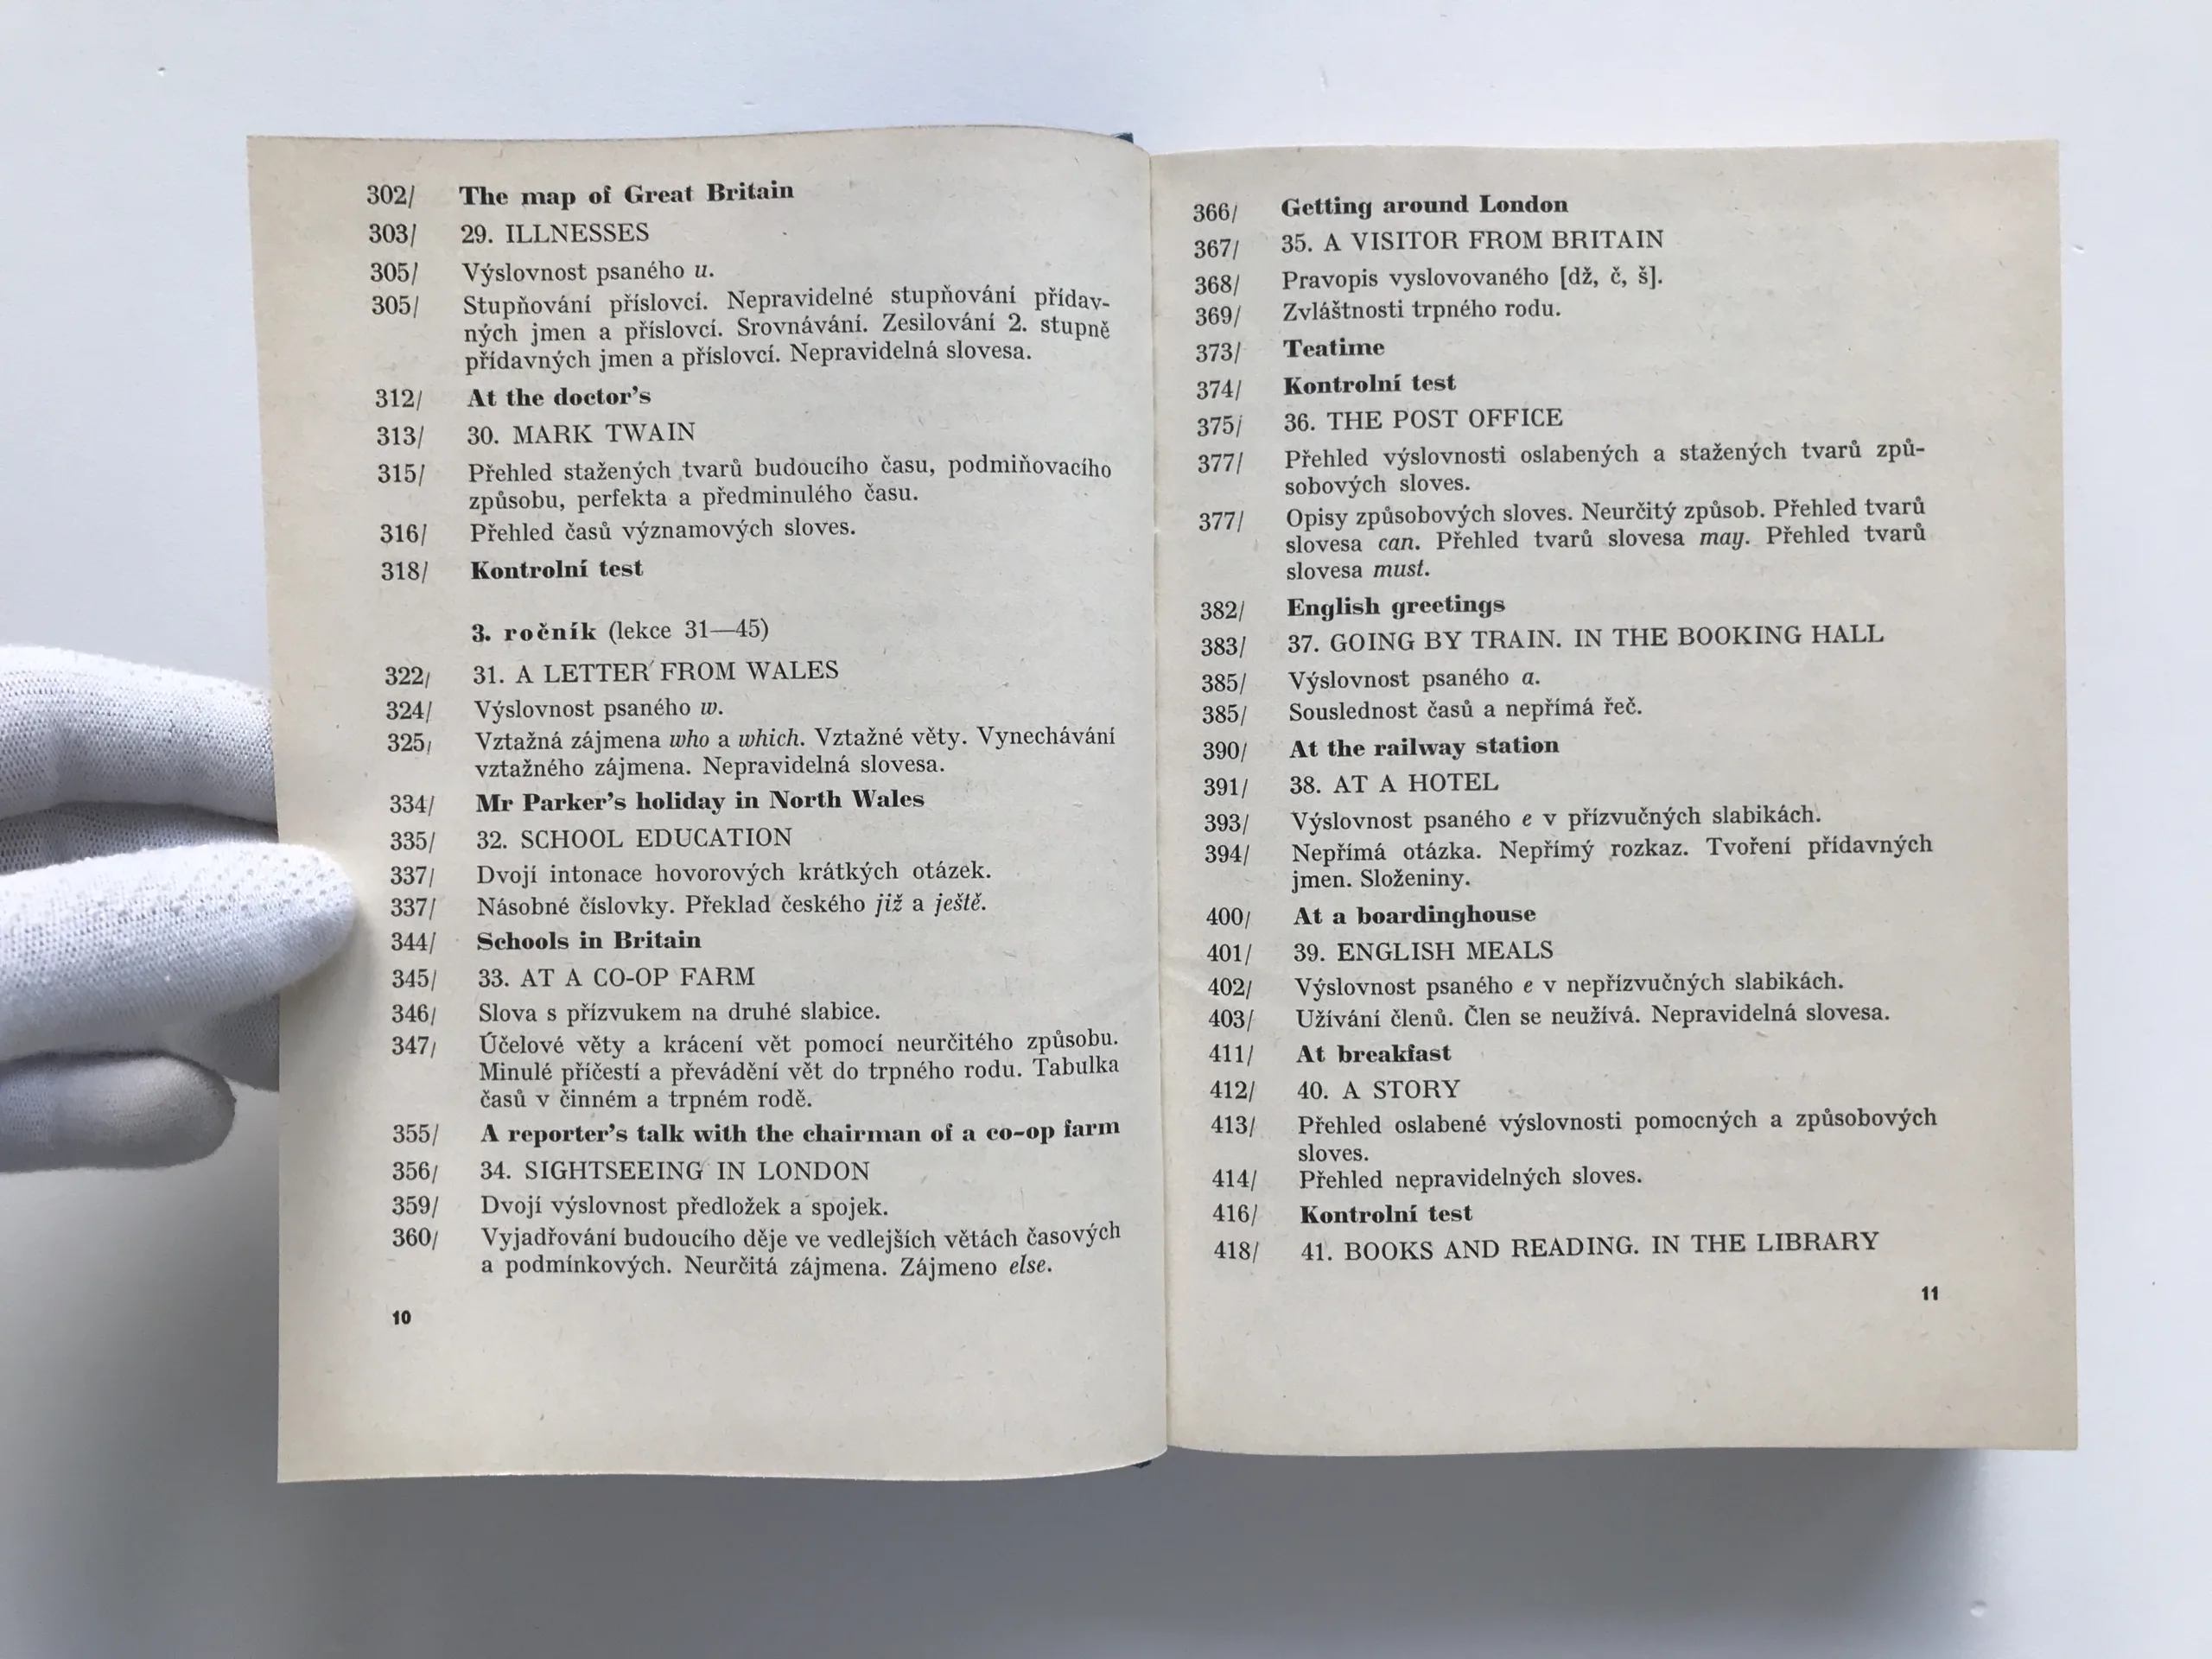 302/ The map of Great Britain
303/ 29. ILLNESSES
305/ Výslovnost psaného u.
305/ Stupňování příslovcí. Nepravidelné stupňování přídav-
ných jmen a příslovcí. Srovnávání. Zesilování 2. stupně
přídavných jmen a příslovcí. Nepravidelná slovesa.
312/ At the doctor's
313/ 30. MARK TWAIN
315/ Přehled stažených tvarů budoucího času, podmiňovacího
způsobu, perfekta a předminulého času.
316/ Přehled časů významových sloves.
318/ Kontrolní test
3. ročník (lekce 31—45)
322/ 31. A LETTER FROM WALES
324/ Výslovnost psaného w.
325/ Vztažná zájmena who a which. Vztažné věty. Vynechávání
vztažného zájmena. Nepravidelná slovesa.
334/ Mr Parker's holiday in North Wales
335/ 32. SCHOOL EDUCATION
337/ Dvojí intonace hovorových krátkých otázek.
337/ Násobné číslovky. Překlad českého již a ještě.
344/ Schools in Britain
345/ 33. AT A CO-OP FARM
346/ Slova s přízvukem na druhé slabice.
347/ Účelové věty a krácení vět pomocí neurčitého způsobu.
Minulé příčestí a převádění vět do trpného rodu. Tabulka
časů v činném a trpném rodě.
355/ A reporter's talk with the chairman of a co-op farm
356/ 34. SIGHTSEEING IN LONDON
359/ Dvojí výslovnost předložek a spojek.
360/ Vyjadřování budoucího děje ve vedlejších větách časových
a podmínkových. Neurčitá zájmena. Zájmeno else.
10
366/ Getting around London
367/ 35. A VISITOR FROM BRITAIN
368/ Pravopis vyslovovaného [dž, č, š].
369/ Zvláštnosti trpného rodu.
373/ Teatime
374/ Kontrolní test
375/ 36. THE POST OFFICE
377/ Přehled výslovnosti oslabených a stažených tvarů způ-
sobových sloves.
377/ Opisy způsobových sloves. Neurčitý způsob. Přehled tvarů
slovesa can. Přehled tvarů slovesa may. Přehled tvarů
slovesa must.
382/ English greetings
383/ 37. GOING BY TRAIN. IN THE BOOKING HALL
385/ Výslovnost psaného a.
385/ Souslednost časů a nepřímá řeč.
390/ At the railway station
391/ 38. AT A HOTEL
393/ Výslovnost psaného e v přízvučných slabikách.
394/ Nepřímá otázka. Nepřímý rozkaz. Tvoření přídavných
jmen. Složeniny.
400/ At a boardinghouse
401/ 39. ENGLISH MEALS
402/ Výslovnost psaného e v nepřízvučných slabikách.
403/ Užívání členů. Člen se neužívá. Nepravidelná slovesa.
411/ At breakfast
412/ 40. A STORY
413/ Přehled oslabené výslovnosti pomocných a způsobových
sloves.
414/ Přehled nepravidelných sloves.
416/ Kontrolní test
418/ 41. BOOKS AND READING. IN THE LIBRARY
11